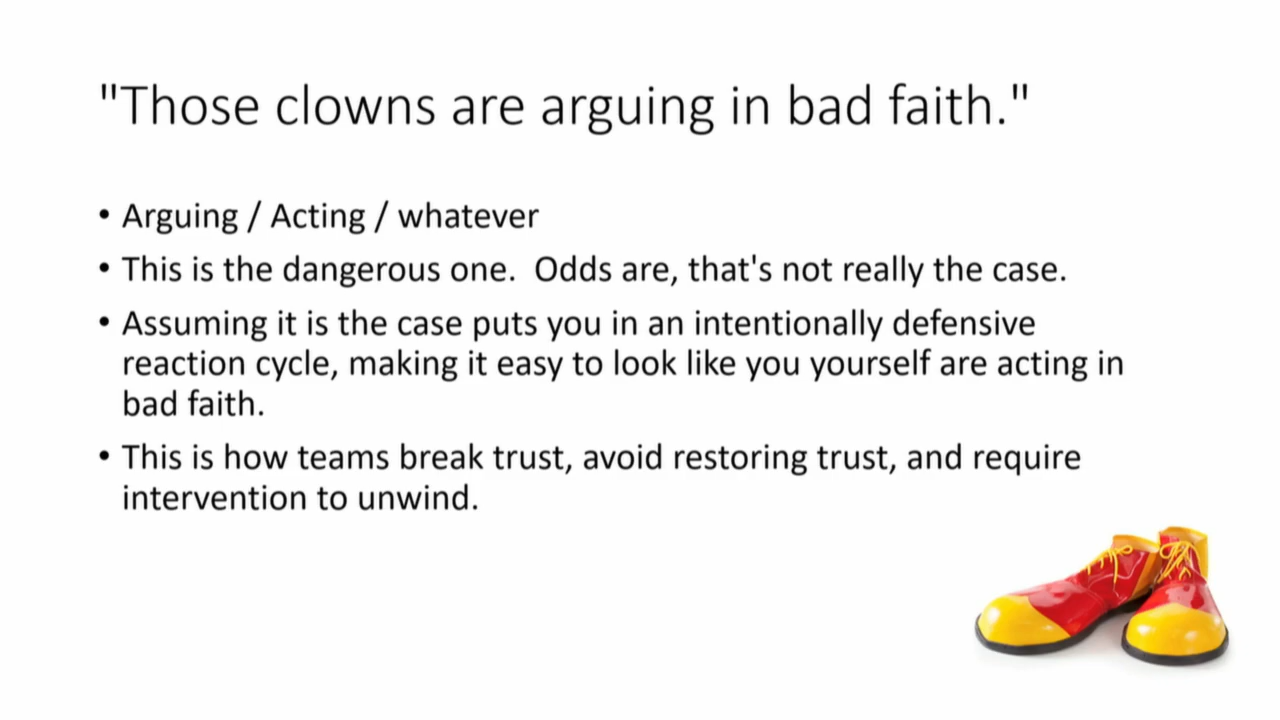 "Those clowns are arguing in bad faith."
• Arguing / Acting / whatever
• This is the dangerous one.  Odds are, that's not really the case.
• Assuming it is the case puts you in an intentionally defensive
reaction cycle, making it easy to look like you yourself are acting in
bad faith.
• This is how teams break trust, avoid restoring trust, and require
intervention to unwind.